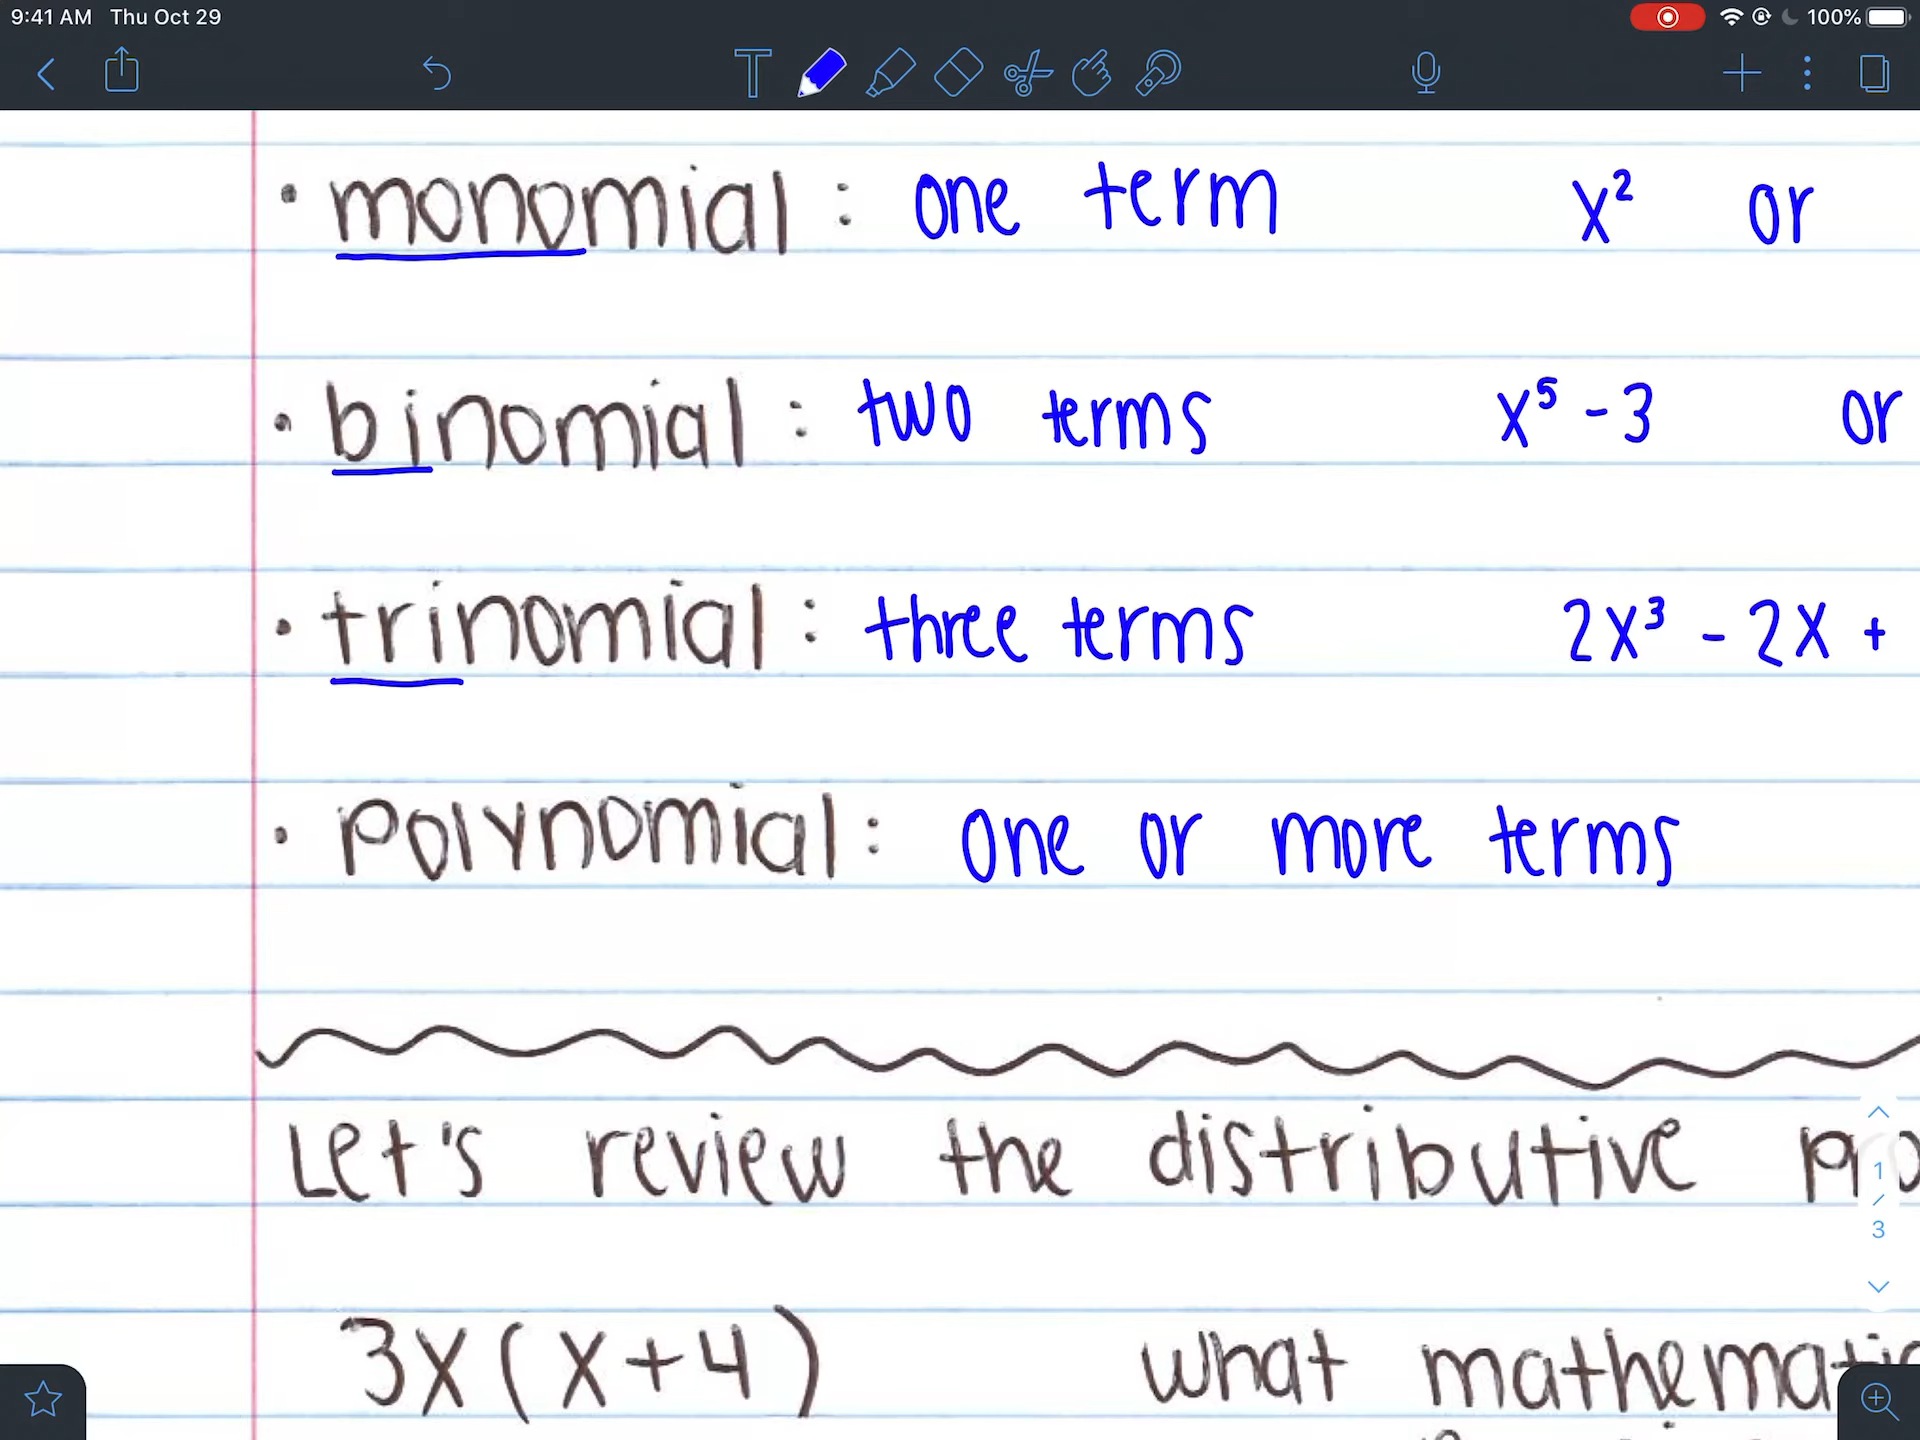 9:41 AM Thu Oct 29 100%
• monomial : one term x² or
• binomial : two terms x⁵ - 3 or
• trinomial : three terms 2x³ - 2x +
• polynomial : one or more terms
Let's review the distributive
1
/
3
3x(x+4) what